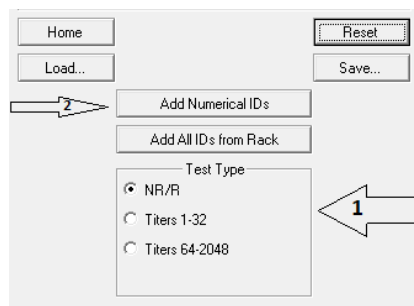 Home
Reset
Load...
Save...
2
Add Numerical IDs
Add All IDs from Rack
Test Type
NR/R
1
Titers 1-32
Titers 64-2048